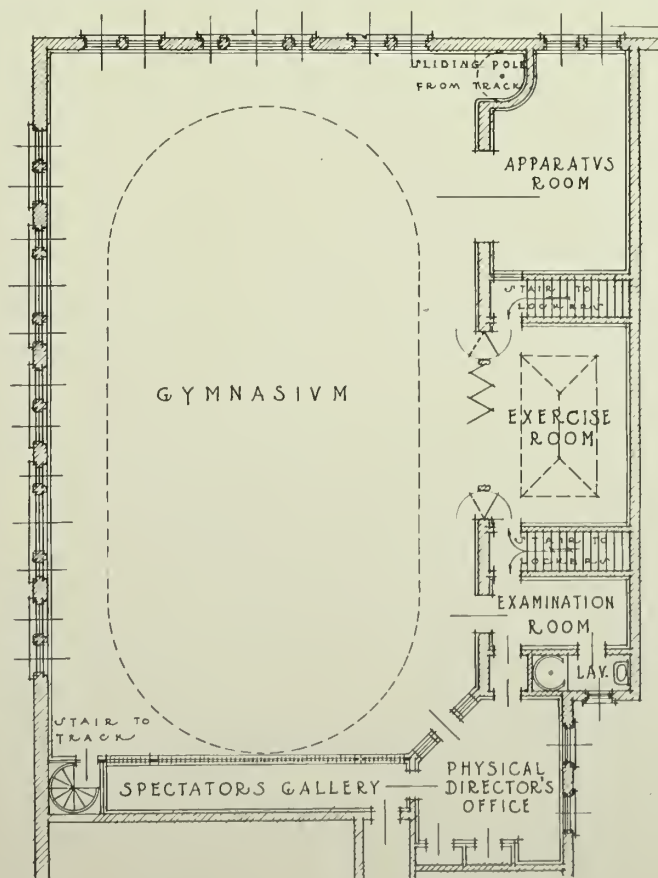 SLIDING POLE
FROM TRACK
APPARATVS
ROOM
STAIR TO
LOCKERS
GYMNASIVM
EXERCISE
ROOM
STAIR TO
LOCKERS
EXAMINATION
ROOM
LAV.
STAIR TO
TRACK
SPECTATORS GALLERY
PHYSICAL
DIRECTOR'S
OFFICE